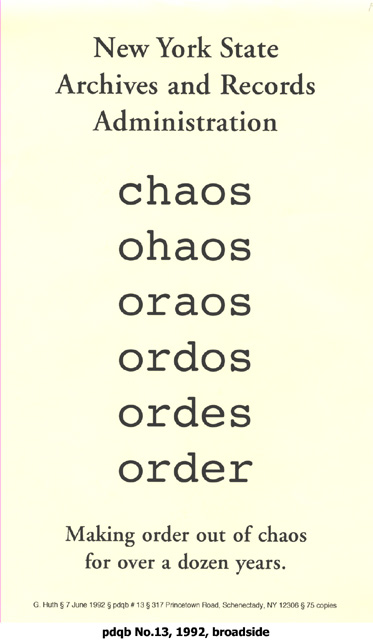 New York State
Archives and Records
Administration
chaos
ohaos
oraos
ordos
ordes
order
Making order out of chaos
for over a dozen years.
G. Huth § 7 June 1992 § pdqb # 13 § 317 Princetown Road, Schenectady, NY 12306 § 75 copies
pdqb No.13, 1992, broadside